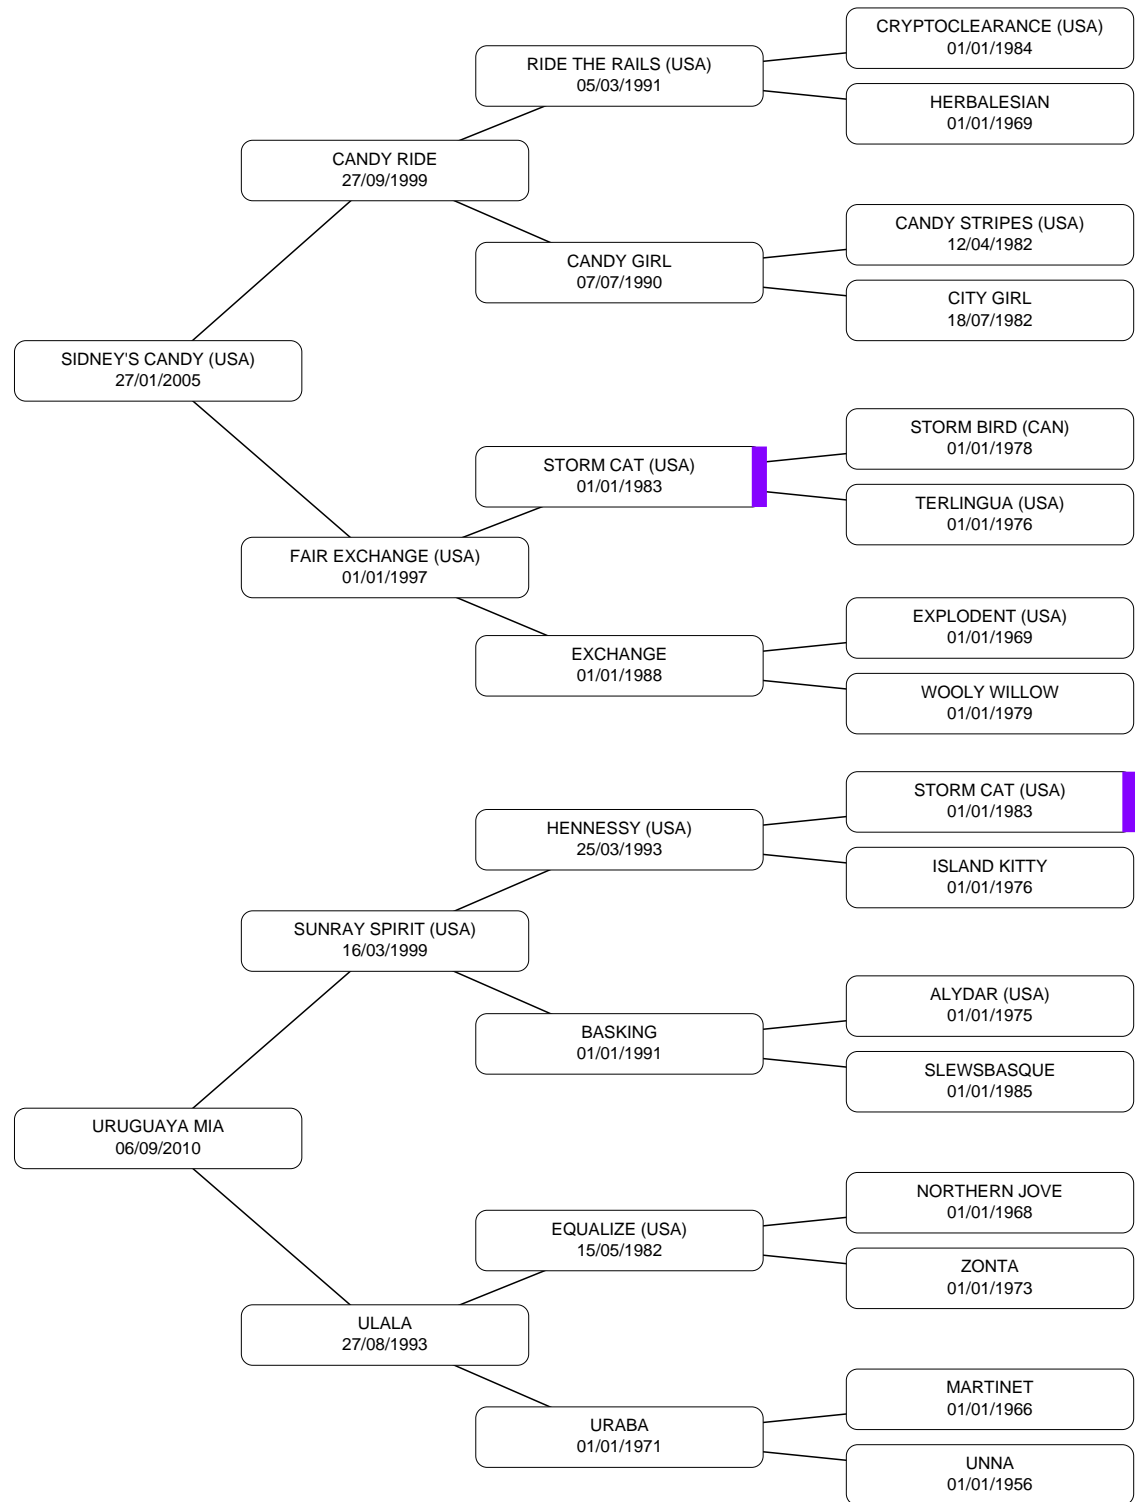 CRYPTOCLEARANCE (USA)
01/01/1984
RIDE THE RAILS (USA)
05/03/1991
HERBALESIAN
01/01/1969
CANDY RIDE
27/09/1999
CANDY STRIPES (USA)
12/04/1982
CANDY GIRL
07/07/1990
CITY GIRL
18/07/1982
SIDNEY'S CANDY (USA)
27/01/2005
STORM BIRD (CAN)
01/01/1978
STORM CAT (USA)
01/01/1983
TERLINGUA (USA)
01/01/1976
FAIR EXCHANGE (USA)
01/01/1997
EXPLODENT (USA)
01/01/1969
EXCHANGE
01/01/1988
WOOLY WILLOW
01/01/1979
STORM CAT (USA)
01/01/1983
HENNESSY (USA)
25/03/1993
ISLAND KITTY
01/01/1976
SUNRAY SPIRIT (USA)
16/03/1999
ALYDAR (USA)
01/01/1975
BASKING
01/01/1991
SLEWSBASQUE
01/01/1985
URUGUAYA MIA
06/09/2010
NORTHERN JOVE
01/01/1968
EQUALIZE (USA)
15/05/1982
ZONTA
01/01/1973
ULALA
27/08/1993
MARTINET
01/01/1966
URABA
01/01/1971
UNNA
01/01/1956